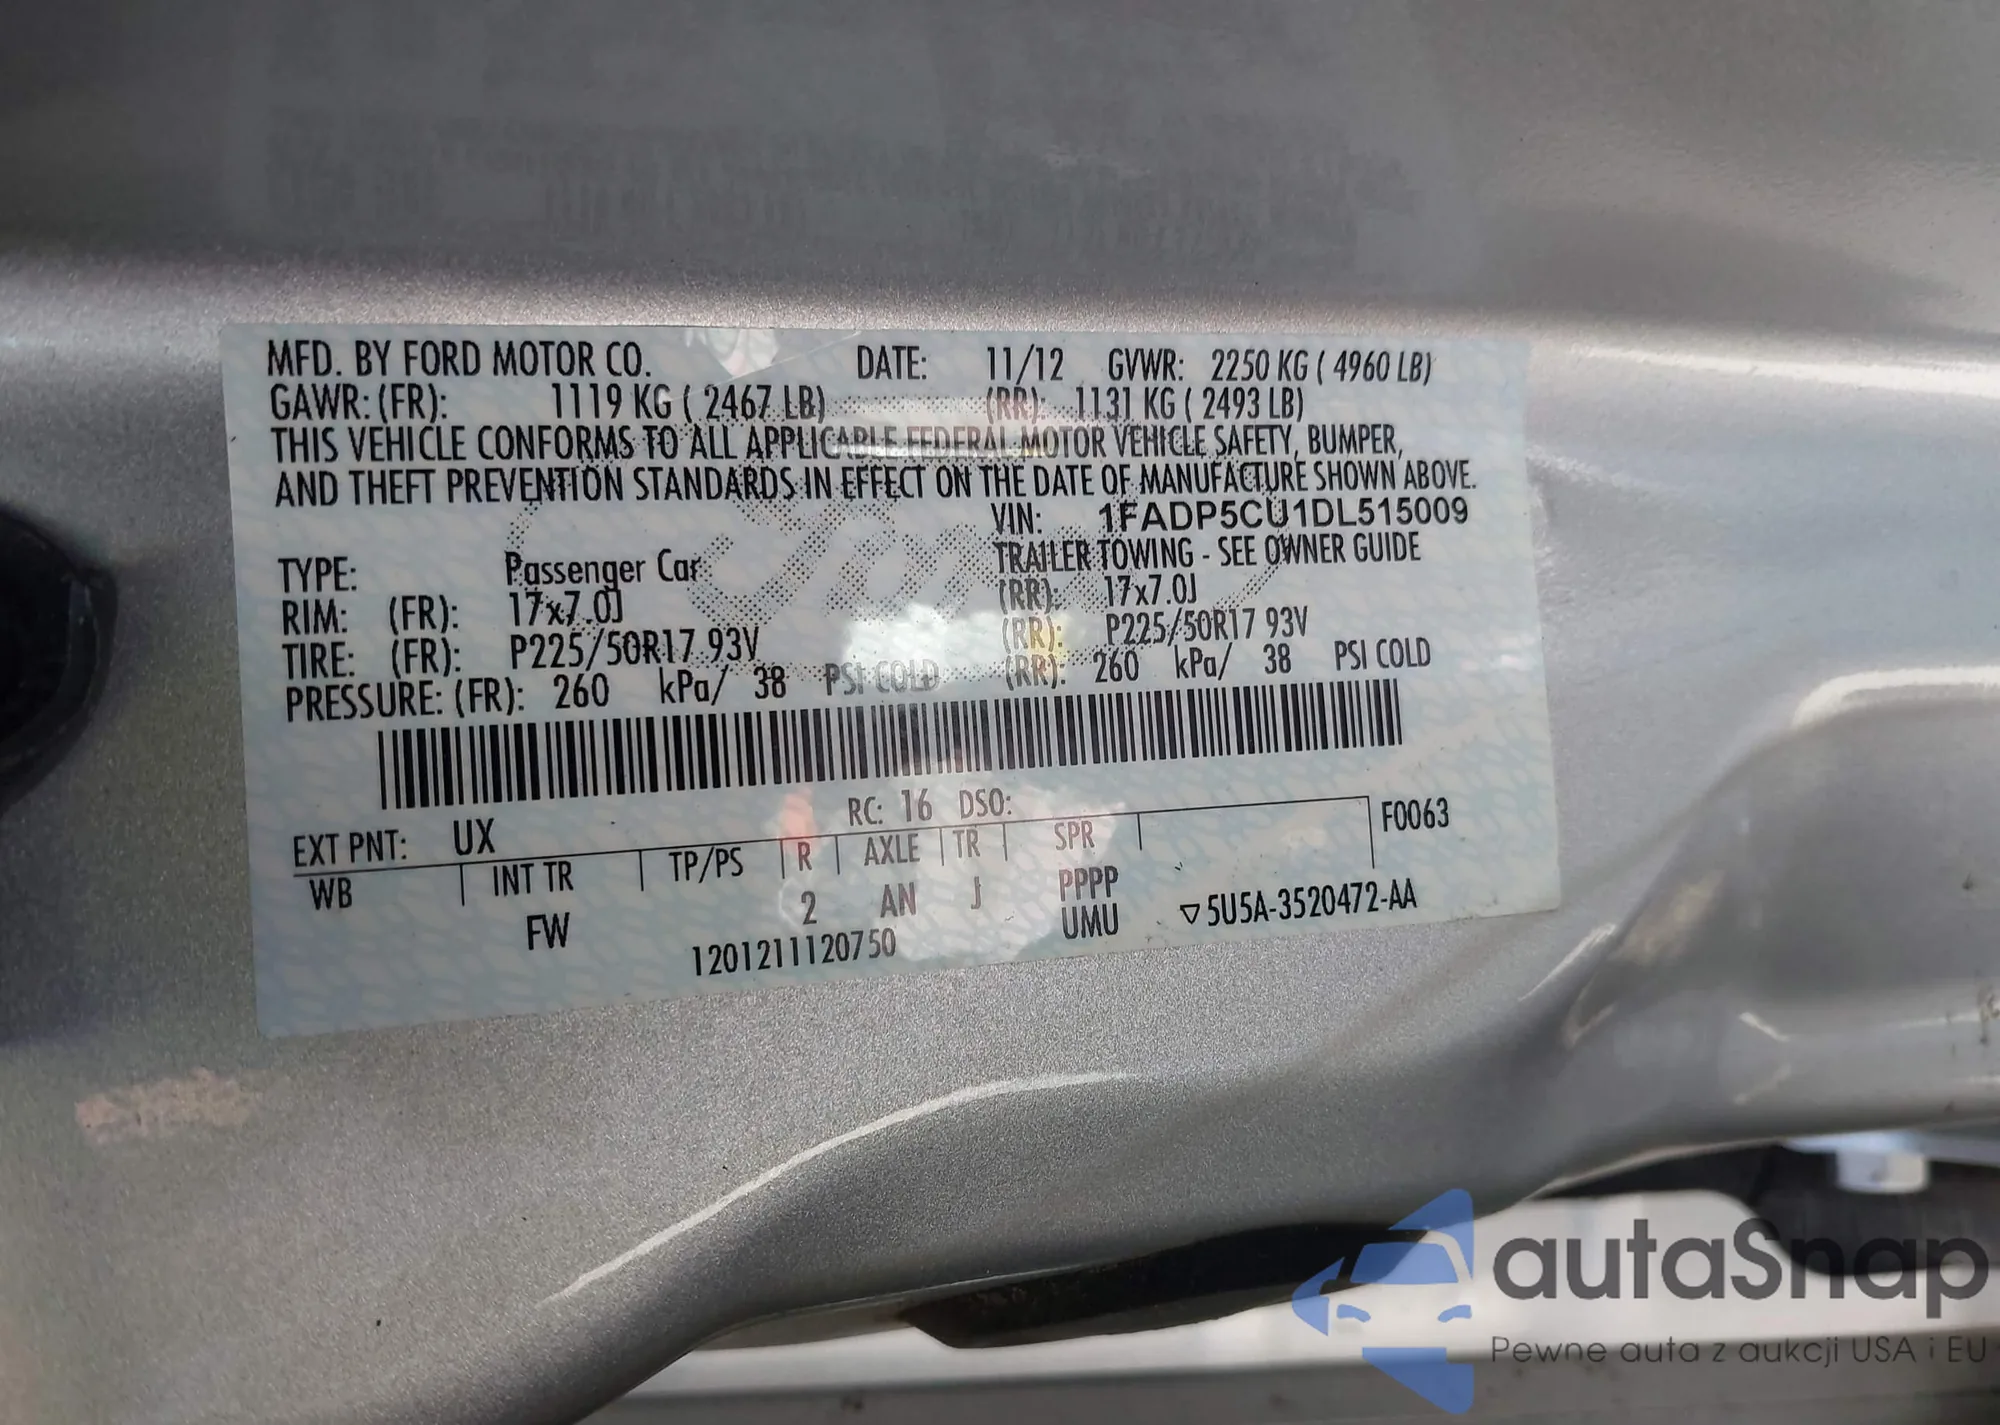 MFD. BY FORD MOTOR CO. DATE: 11/12 GVWR: 2250 KG ( 4960 LB)
GAWR: (FR): 1119 KG ( 2467 LB) (RR): 1131 KG ( 2493 LB)
THIS VEHICLE CONFORMS TO ALL APPLICABLE FEDERAL MOTOR VEHICLE SAFETY, BUMPER,
AND THEFT PREVENTION STANDARDS IN EFFECT ON THE DATE OF MANUFACTURE SHOWN ABOVE.
VIN: 1FADP5CU1DL515009
TYPE: Passenger Car TRAILER TOWING - SEE OWNER GUIDE
RIM: (FR): 17x7.0J (RR): 17x7.0J
TIRE: (FR): P225/50R17 93V (RR): P225/50R17 93V
PRESSURE: (FR): 260 kPa/ 38 PSI COLD (RR): 260 kPa/ 38 PSI COLD
Ford
EXT PNT: UX RC: 16 DSO: F0063
WB INT TR TP/PS R AXLE TR SPR
FW 2 AN J PPPP
UMU ▽5U5A-3520472-AA
1201211120750
autaSnap
Pewne auta z aukcji USA i EU